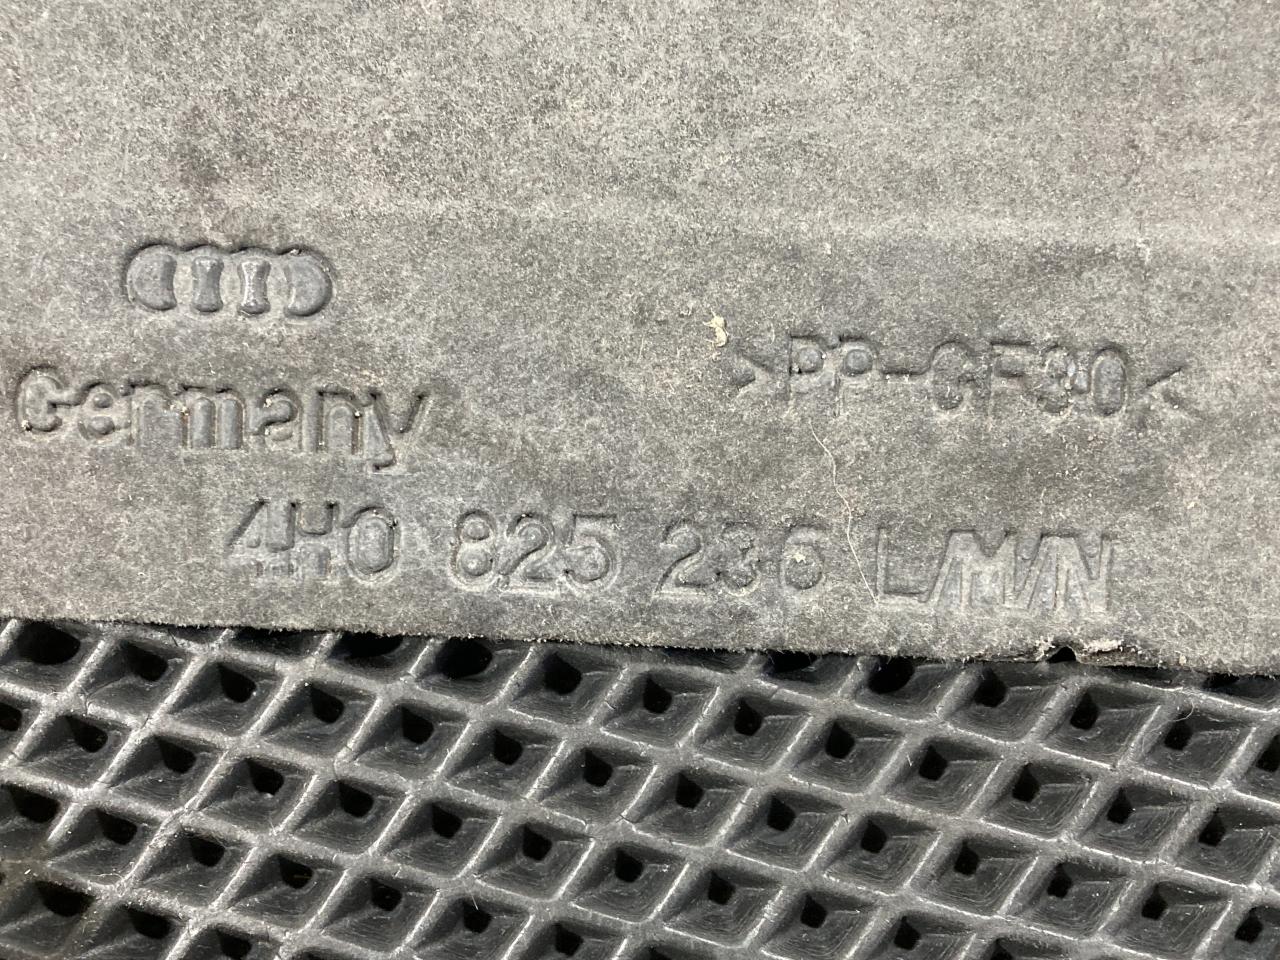 >PP-GF30<
Germany
4H0 825 236 L/M/N